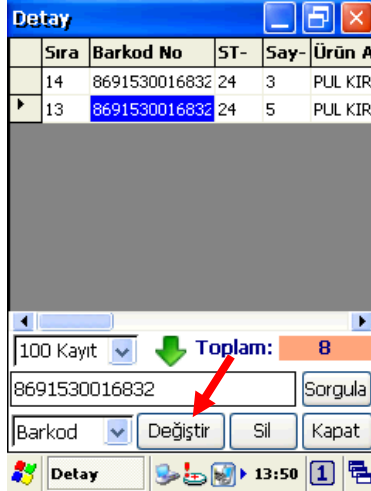 Detay
Sıra Barkod No ST- Say- Ürün A
14 8691530016832 24 3 PUL KIR
13 8691530016832 24 5 PUL KIR
100 Kayıt Toplam: 8
8691530016832 Sorgula
Barkod Değiştir Sil Kapat
Detay 13:50 1